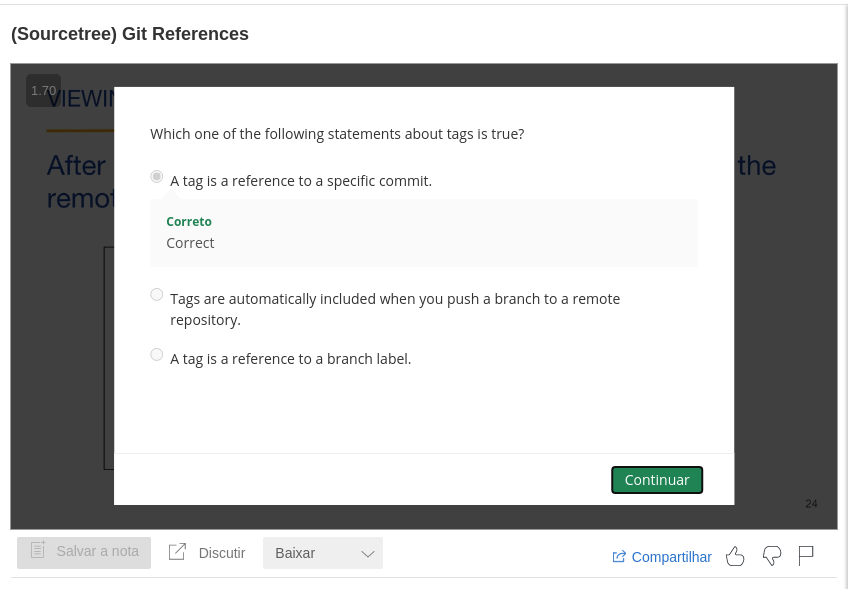 (Sourcetree) Git References
1.70
VIEWIN
After
the
remot
Which one of the following statements about tags is true?
A tag is a reference to a specific commit.
Correto
Correct
Tags are automatically included when you push a branch to a remote
repository.
A tag is a reference to a branch label.
Continuar
24
Salvar a nota
Discutir
Baixar
Compartilhar